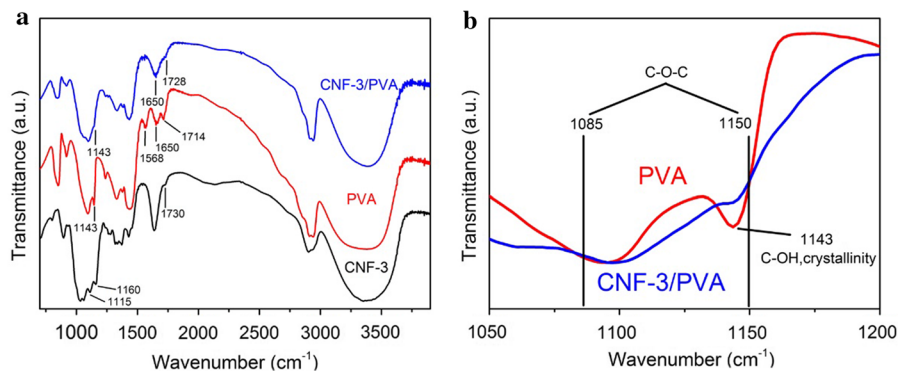 a
Transmittance (a.u.)
1728
CNF-3/PVA
1650
1714
1143
1568
1650
PVA
1143
1730
CNF-3
1160
1115
1000 1500 2000 2500 3000 3500
Wavenumber (cm⁻¹)
b
Transmittance (a.u.)
C-O-C
1085
1150
PVA
1143
C-OH,crystallinity
CNF-3/PVA
1050 1100 1150 1200
Wavenumber (cm⁻¹)